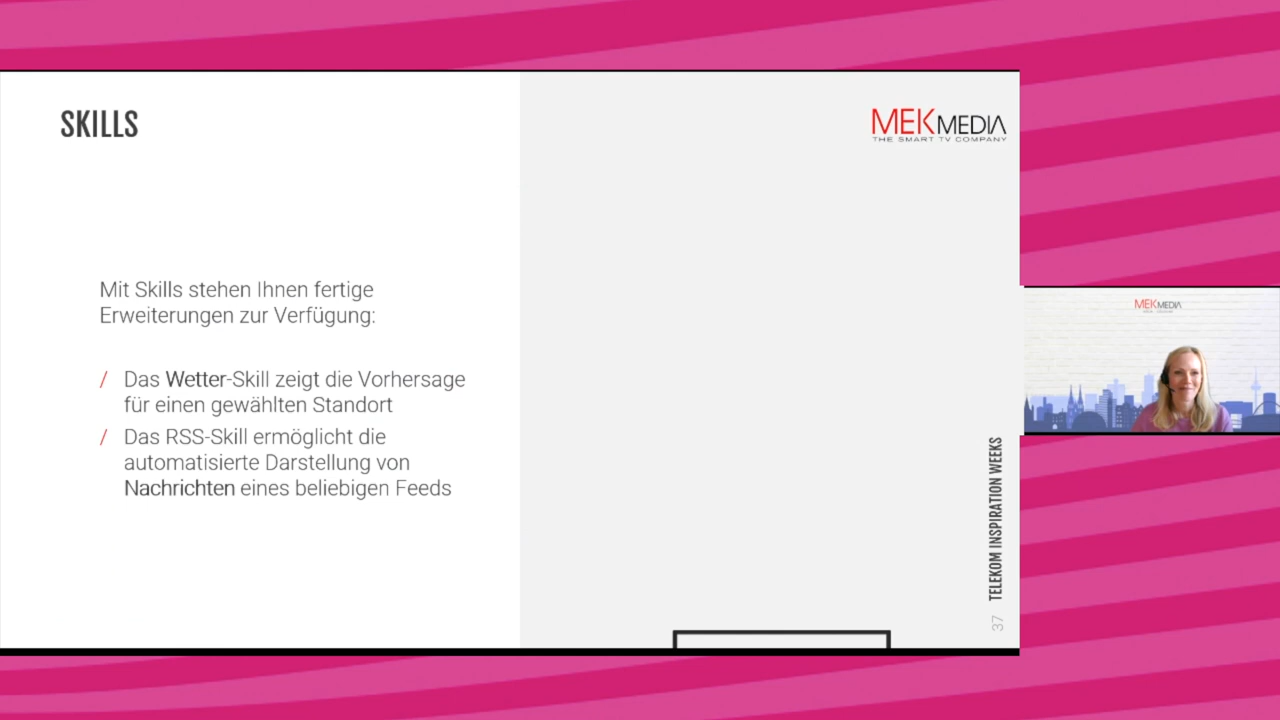 SKILLS
MEKMEDIA
THE SMART TV COMPANY
Mit Skills stehen Ihnen fertige
Erweiterungen zur Verfügung:
/ Das Wetter-Skill zeigt die Vorhersage
für einen gewählten Standort
/ Das RSS-Skill ermöglicht die
automatisierte Darstellung von
Nachrichten eines beliebigen Feeds
TELEKOM INSPIRATION WEEKS
37
MEKMEDIA